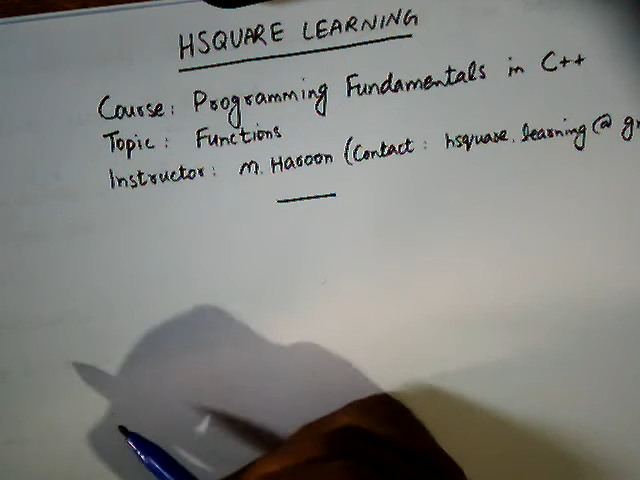 HSQUARE LEARNING
Course: Programming Fundamentals in C++
Topic: Functions
Instructor: M. Haroon (Contact: hsquare.learning@g